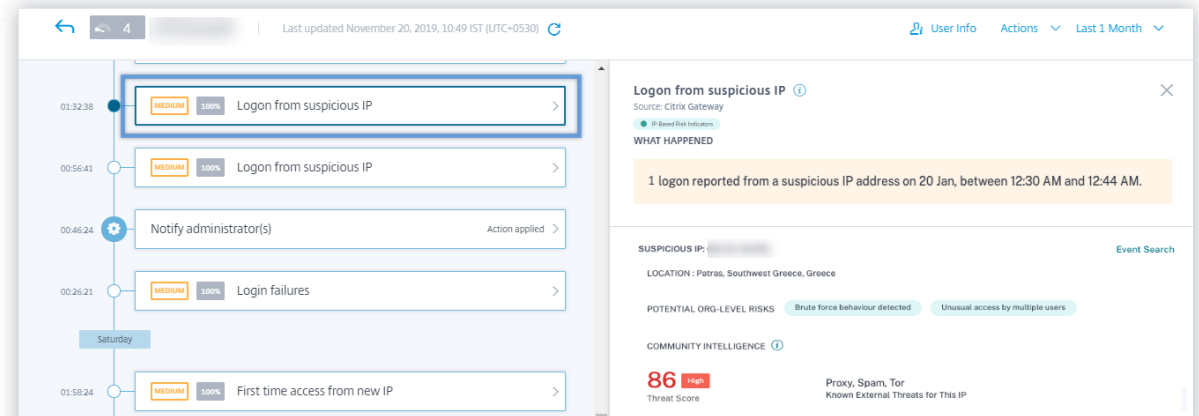 4 Last updated November 20, 2019, 10:49 IST (UTC+0530) User Info Actions Last 1 Month
01:32:38 MEDIUM 100% Logon from suspicious IP
00:56:41 MEDIUM 100% Logon from suspicious IP
00:46:24 Notify administrator(s) Action applied
00:26:21 MEDIUM 100% Login failures
Saturday
01:58:24 MEDIUM 100% First time access from new IP
Logon from suspicious IP
Source: Citrix Gateway
IP-Based Risk Indicators
WHAT HAPPENED
1 logon reported from a suspicious IP address on 20 Jan, between 12:30 AM and 12:44 AM.
SUSPICIOUS IP: Event Search
LOCATION : Patras, Southwest Greece, Greece
POTENTIAL ORG-LEVEL RISKS Brute force behaviour detected Unusual access by multiple users
COMMUNITY INTELLIGENCE
86 High Proxy, Spam, Tor
Threat Score Known External Threats for This IP